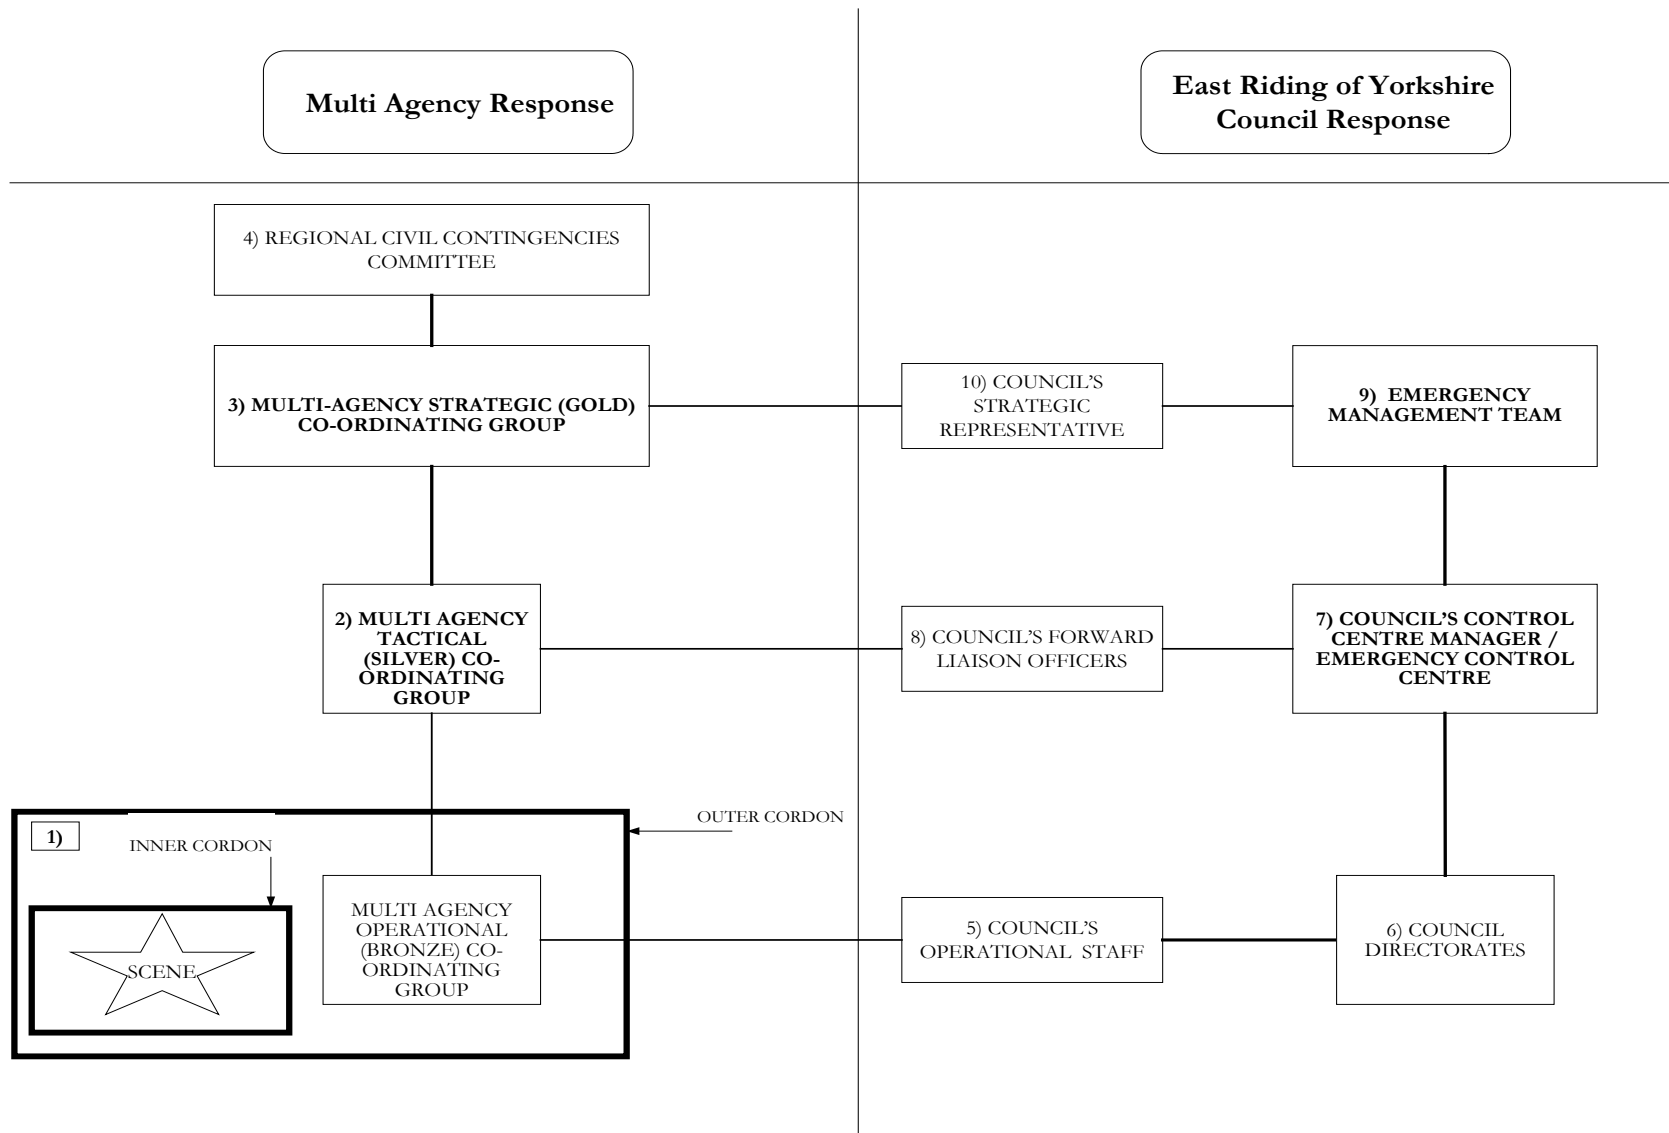 Multi Agency Response
East Riding of Yorkshire
Council Response
4) REGIONAL CIVIL CONTINGENCIES
COMMITTEE
3) MULTI-AGENCY STRATEGIC (GOLD)
CO-ORDINATING GROUP
10) COUNCIL'S
STRATEGIC
REPRESENTATIVE
9) EMERGENCY
MANAGEMENT TEAM
2) MULTI AGENCY
TACTICAL
(SILVER) CO-
ORDINATING
GROUP
8) COUNCIL'S FORWARD
LIAISON OFFICERS
7) COUNCIL'S CONTROL
CENTRE MANAGER /
EMERGENCY CONTROL
CENTRE
OUTER CORDON
1)
INNER CORDON
SCENE
MULTI AGENCY
OPERATIONAL
(BRONZE) CO-
ORDINATING
GROUP
5) COUNCIL'S
OPERATIONAL STAFF
6) COUNCIL
DIRECTORATES